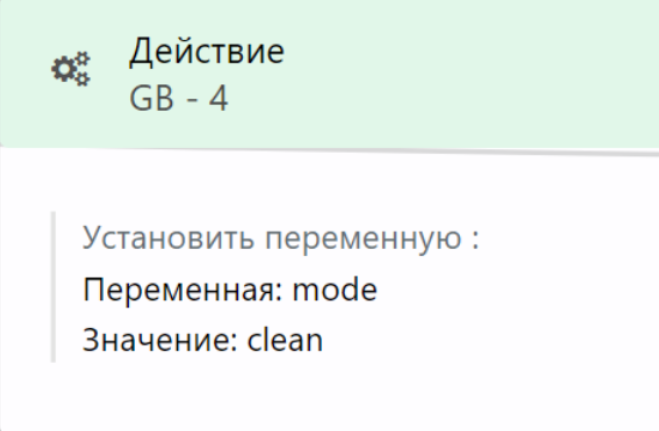 Действие
GB - 4
Установить переменную :
Переменная: mode
Значение: clean